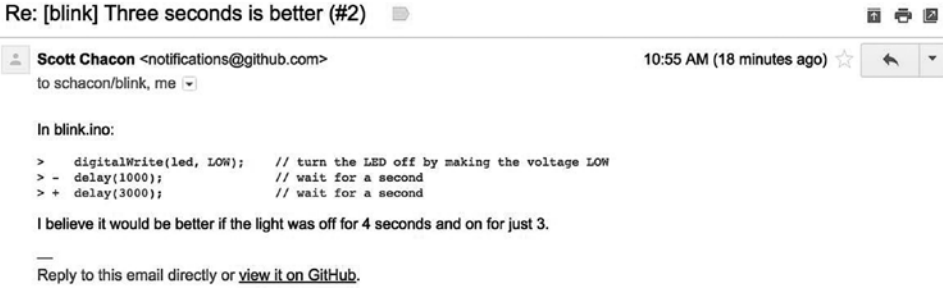 Re: [blink] Three seconds is better (#2)
Scott Chacon <notifications@github.com>
10:55 AM (18 minutes ago)
to schacon/blink, me
In blink.ino:
>    digitalWrite(led, LOW);    // turn the LED off by making the voltage LOW
> -  delay(1000);               // wait for a second
> +  delay(3000);               // wait for a second
I believe it would be better if the light was off for 4 seconds and on for just 3.
—
Reply to this email directly or view it on GitHub.